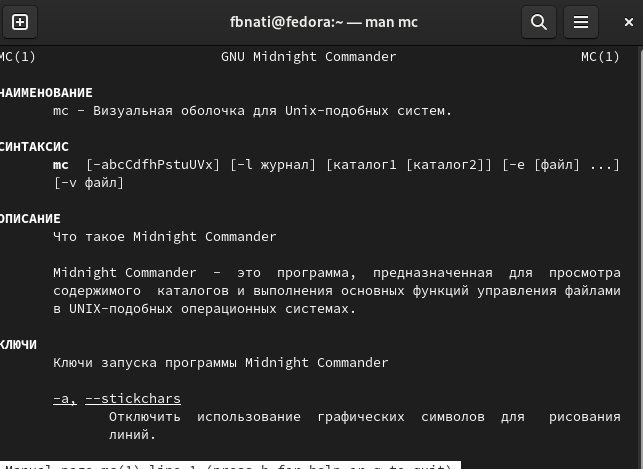 fbnati@fedora:~ — man mc
MC(1) GNU Midnight Commander MC(1)
НАИМЕНОВАНИЕ
mc - Визуальная оболочка для Unix-подобных систем.
СИНТАКСИС
mc [-abcCdfhPstuUVx] [-l журнал] [каталог1 [каталог2]] [-e [файл] ...]
[-v файл]
ОПИСАНИЕ
Что такое Midnight Commander
Midnight Commander - это программа, предназначенная для просмотра
содержимого каталогов и выполнения основных функций управления файлами
в UNIX-подобных операционных системах.
КЛЮЧИ
Ключи запуска программы Midnight Commander
-a, --stickchars
Отключить использование графических символов для рисования
линий.
Manual page mc(1) line 1 (press h for help or q to quit)